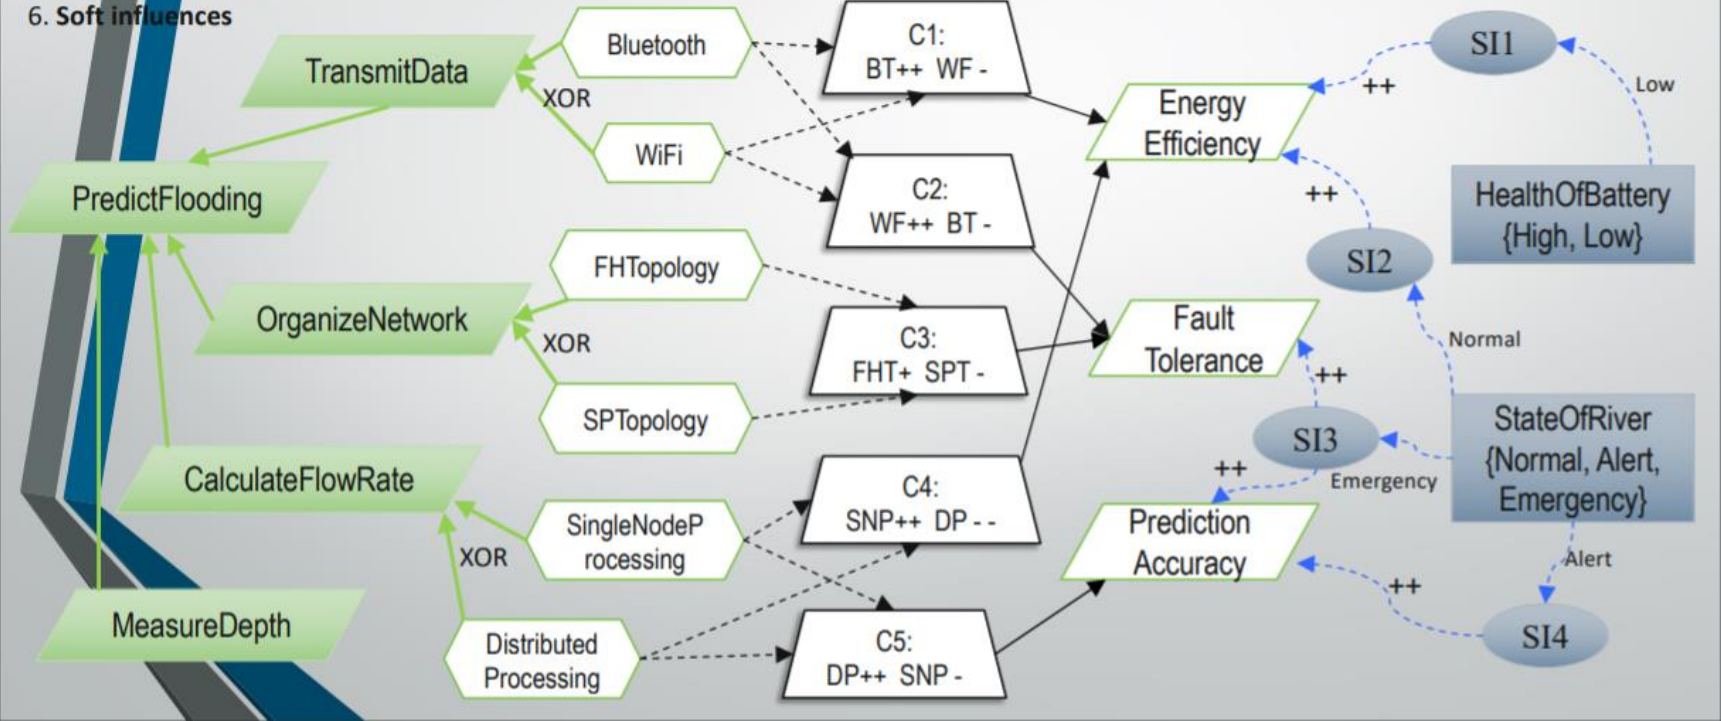 6. Soft influences
TransmitData
XOR
Bluetooth
WiFi
PredictFlooding
OrganizeNetwork
XOR
FHTopology
SPTopology
CalculateFlowRate
XOR
SingleNodeP
rocessing
Distributed
Processing
MeasureDepth
C1:
BT++ WF -
C2:
WF++ BT -
C3:
FHT+ SPT -
C4:
SNP++ DP - -
C5:
DP++ SNP -
Energy
Efficiency
Fault
Tolerance
Prediction
Accuracy
++
SI1
Low
++
SI2
HealthOfBattery
{High, Low}
Normal
++
SI3
++
Emergency
StateOfRiver
{Normal, Alert,
Emergency}
Alert
++
SI4